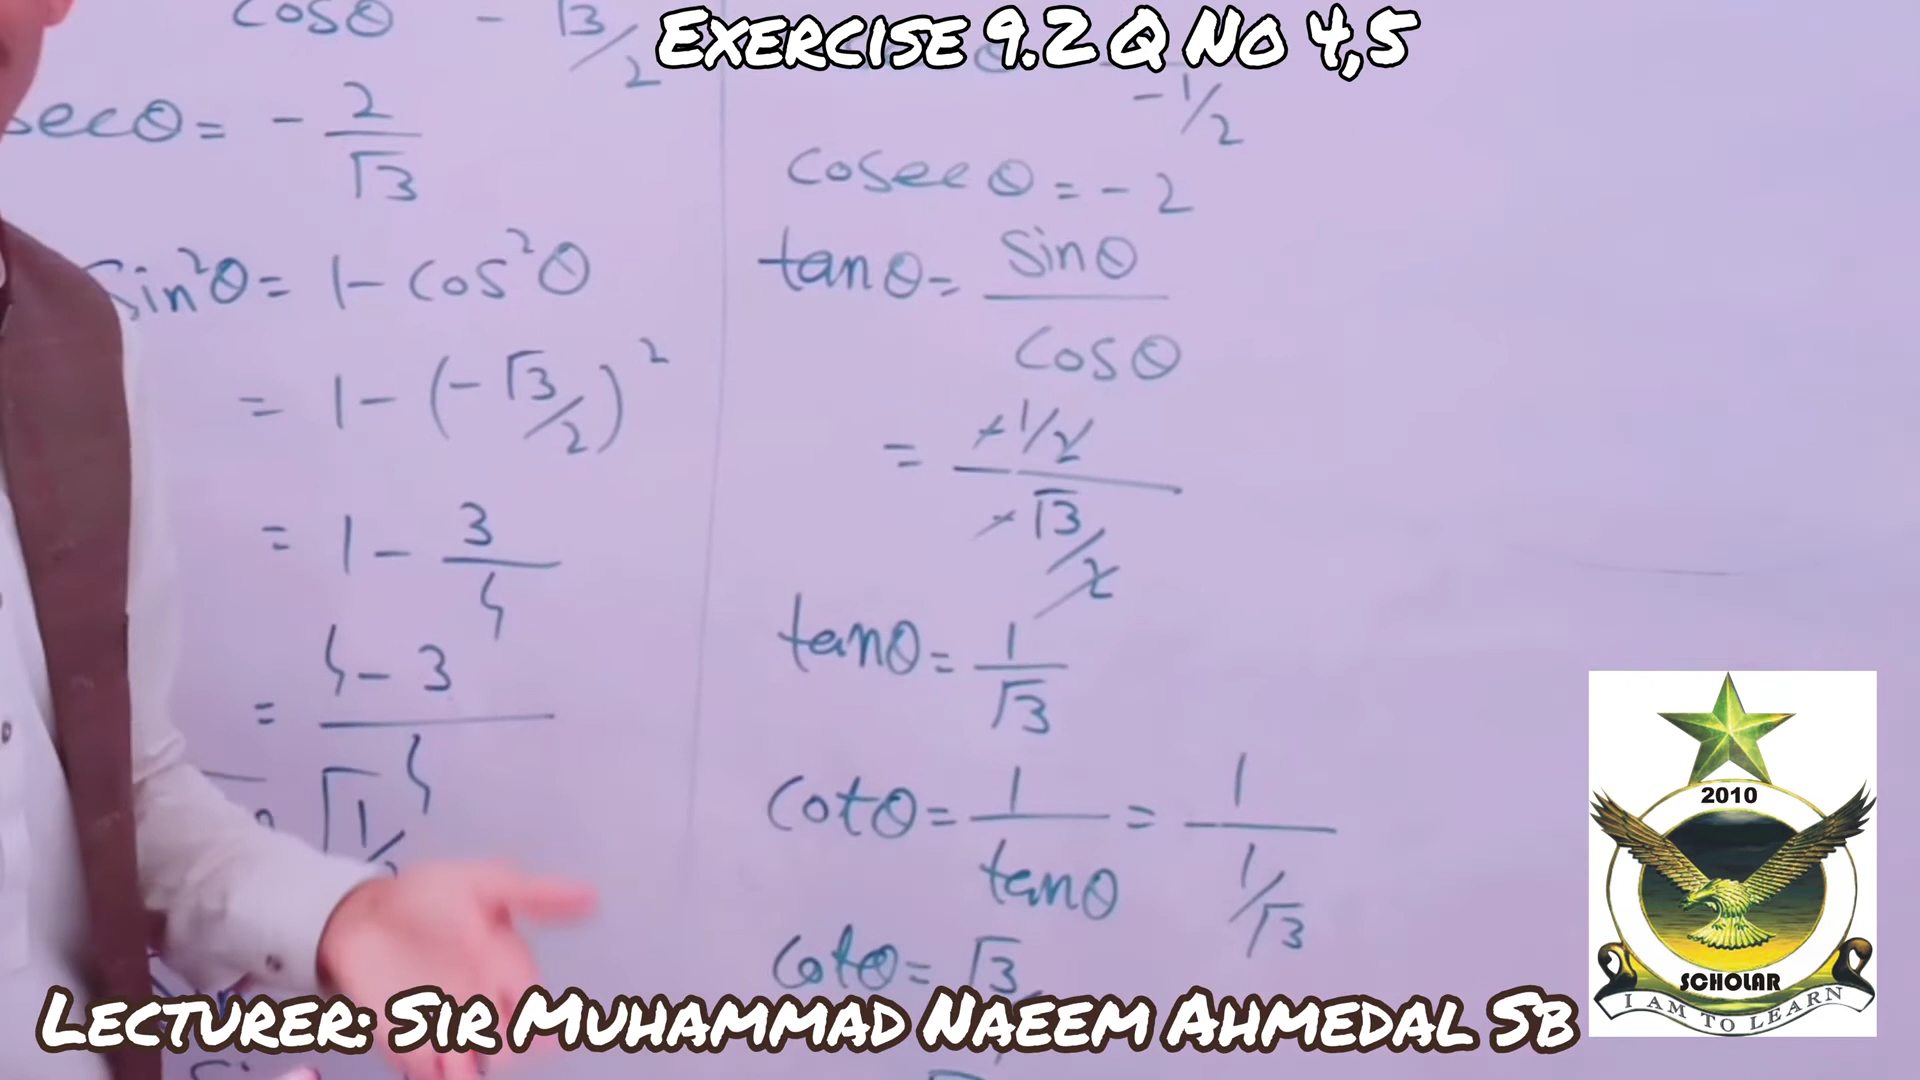 Exercise 9.2 Q No 4,5
cosθ - √3/2
secθ = - 2/√3
sin²θ = 1 - cos²θ
= 1 - (-√3/2)²
= 1 - 3/4
= 4 - 3/4
√1/
-1/2
cosecθ = -2
tanθ = sinθ/cosθ
= -1/2/-√3/2
tanθ = 1/√3
cotθ = 1/tanθ = 1/1/√3
cotθ = √3
2010
SCHOLAR
I AM TO LEARN
Lecturer: Sir Muhammad Naeem Ahmedal Sb